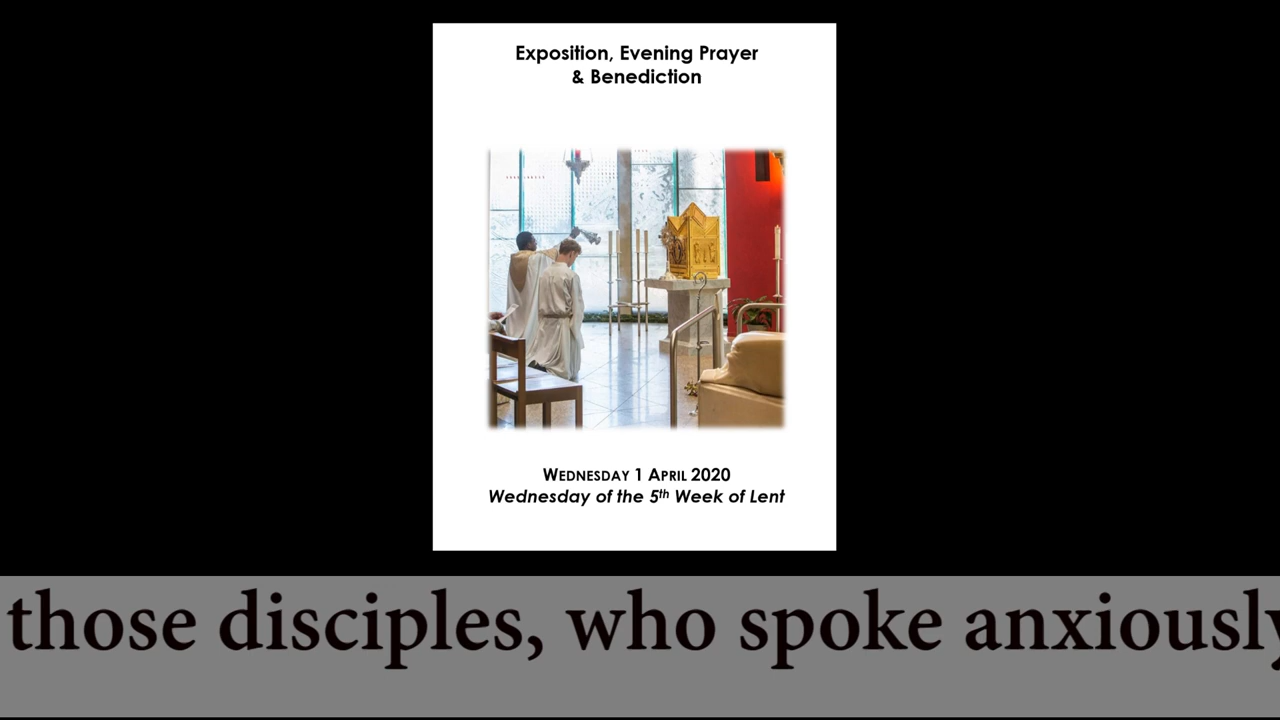 Exposition, Evening Prayer
& Benediction
WEDNESDAY 1 APRIL 2020
Wednesday of the 5th Week of Lent
those disciples, who spoke anxiously